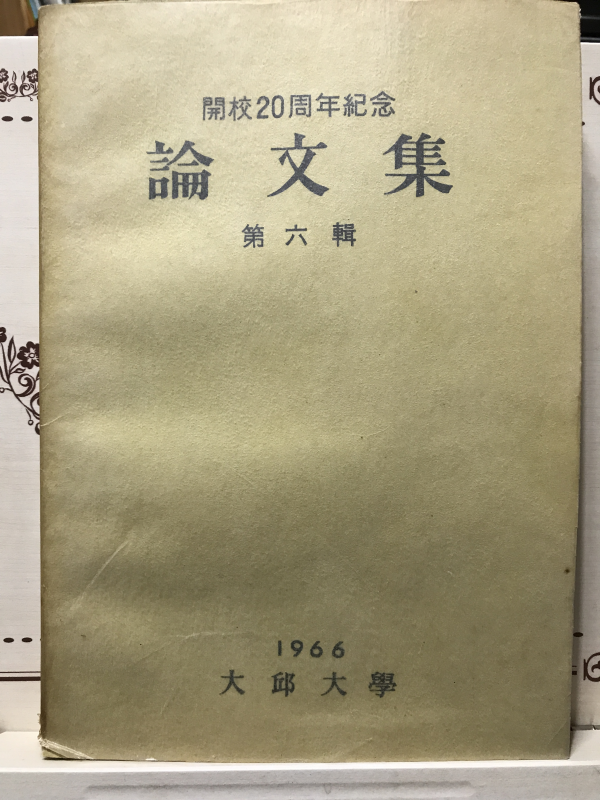 開校20周年紀念
論文集
第六輯
1966
大邱大學